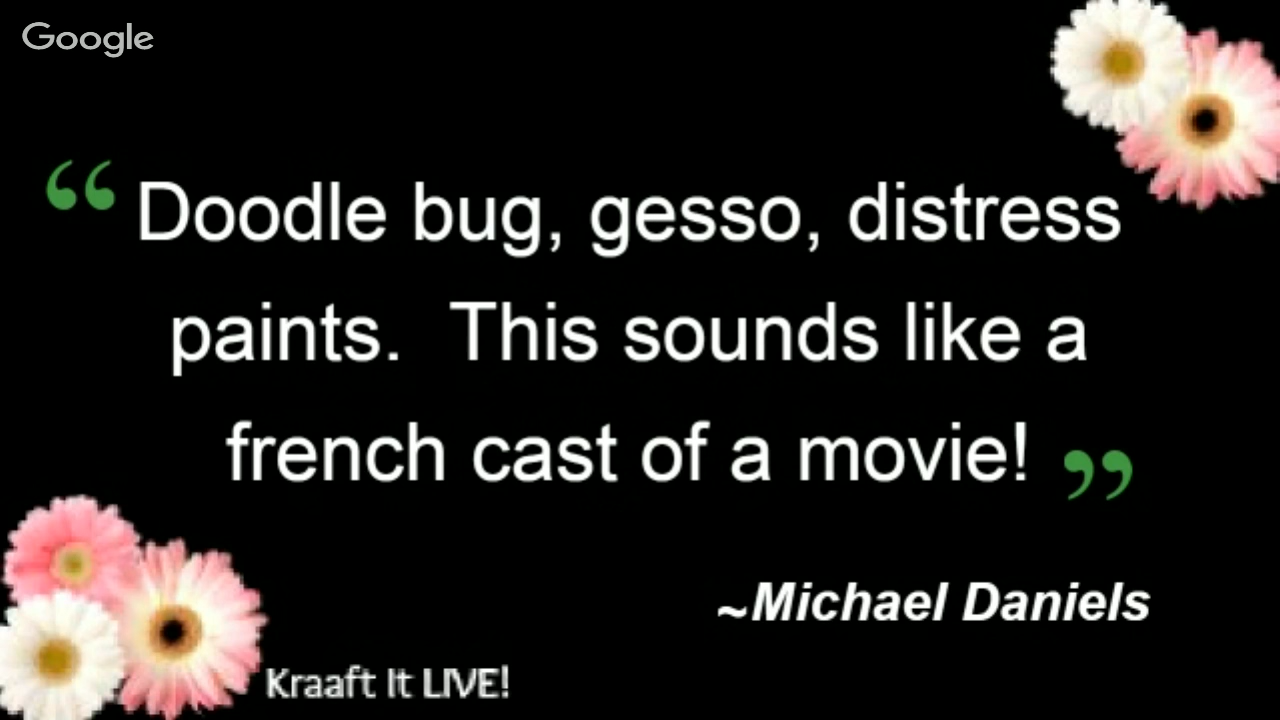 Google
“Doodle bug, gesso, distress
paints.  This sounds like a
french cast of a movie!”
~Michael Daniels
Kraaft It LIVE!